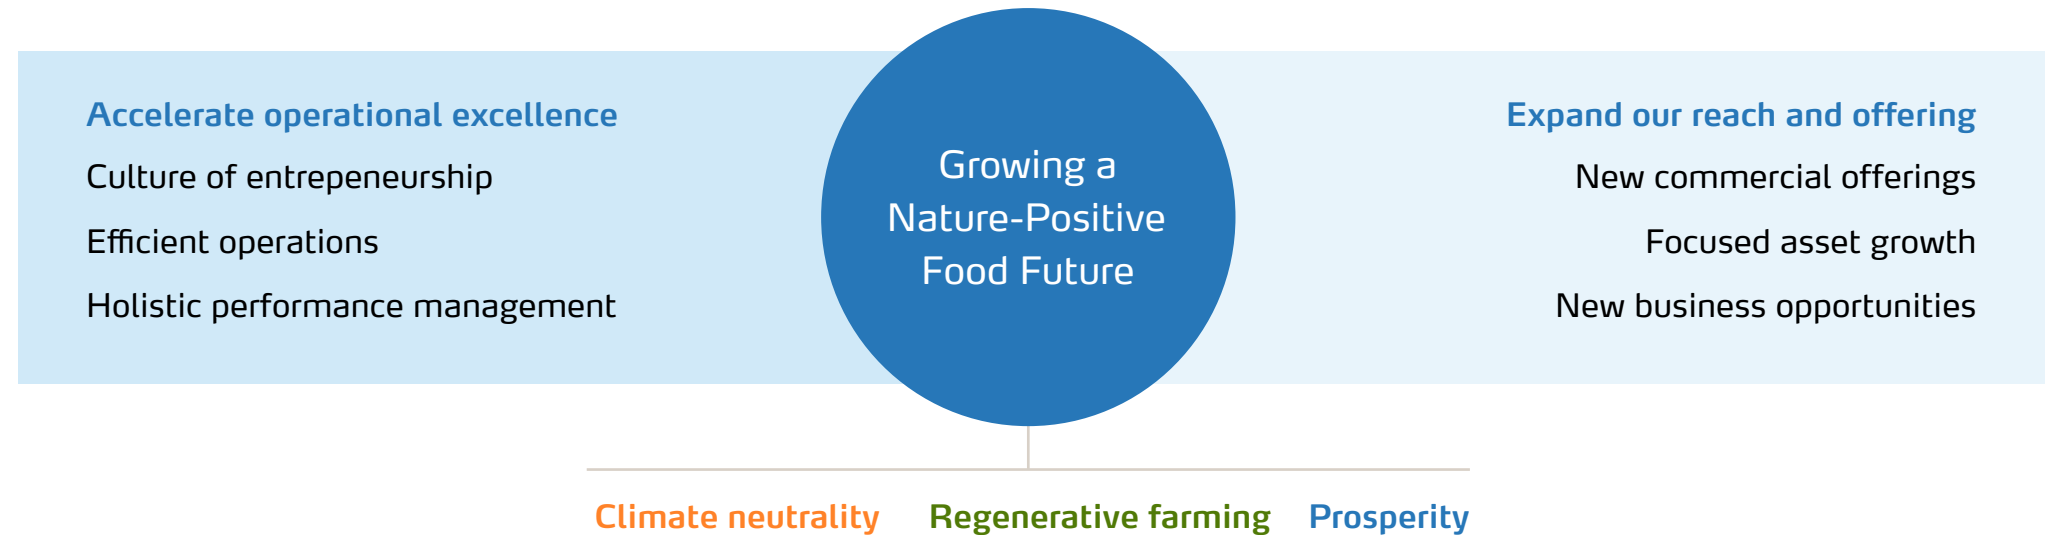 Accelerate operational excellence
Culture of entrepeneurship
Efficient operations
Holistic performance management
Growing a
Nature-Positive
Food Future
Expand our reach and offering
New commercial offerings
Focused asset growth
New business opportunities
Climate neutrality
Regenerative farming
Prosperity